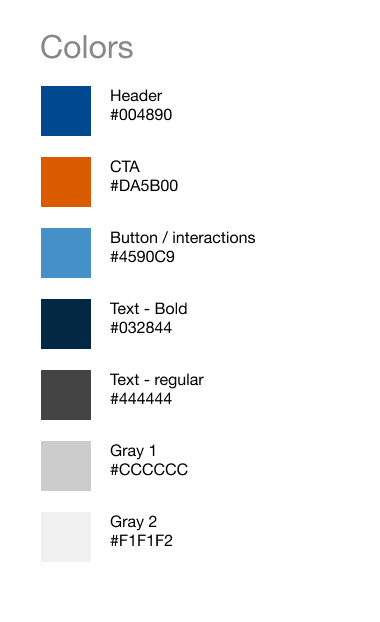 Colors
Header
#004890
CTA
#DA5B00
Button / interactions
#4590C9
Text - Bold
#032844
Text - regular
#444444
Gray 1
#CCCCCC
Gray 2
#F1F1F2